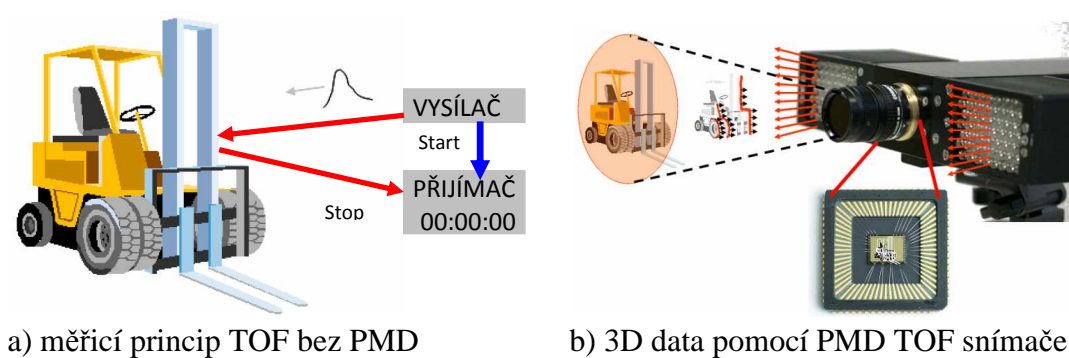 VYSÍLAČ
Start
PŘIJÍMAČ
Stop
00:00:00
a) měřicí princip TOF bez PMD
b) 3D data pomocí PMD TOF snímače